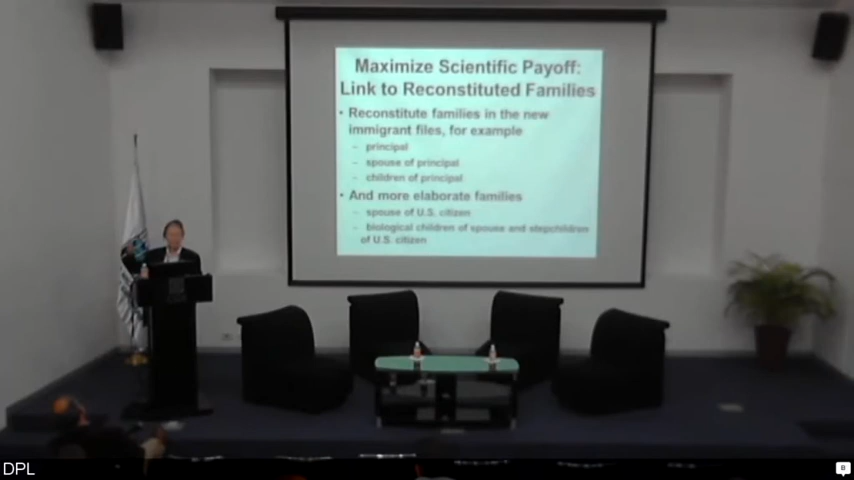 Maximize Scientific Payoff:
Link to Reconstituted Families
• Reconstitute families in the new
immigrant files, for example
– principal
– spouse of principal
– children of principal
• And more elaborate families
– spouse of U.S. citizen
– biological children of spouse and stepchildren
of U.S. citizen
DPL